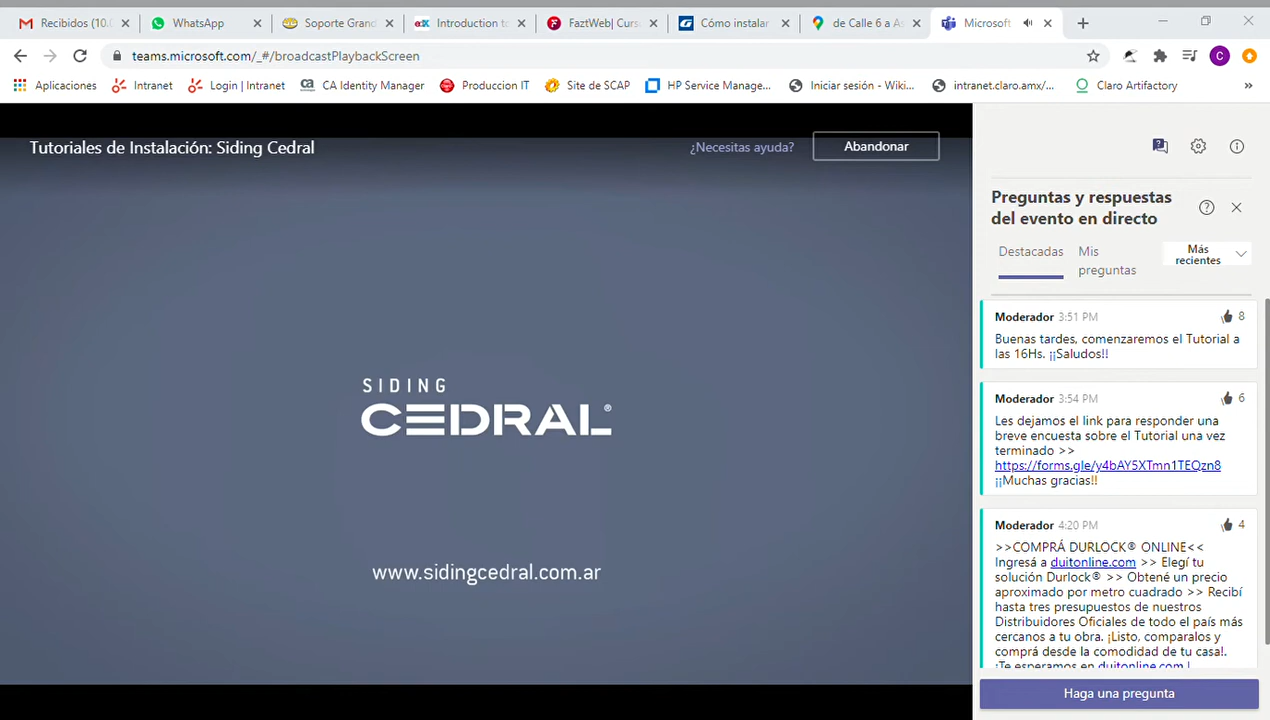 Recibidos (10.
WhatsApp
Soporte Grand
Introduction t
FaztWeb| Curs
Cómo instalar
de Calle 6 a A
Microsoft
teams.microsoft.com/_#/broadcastPlaybackScreen
C
Aplicaciones
Intranet
Login | Intranet
CA Identity Manager
Produccion IT
Site de SCAP
HP Service Manage...
Iniciar sesión - Wiki...
intranet.claro.amx/...
Claro Artifactory
»
Tutoriales de Instalación: Siding Cedral
¿Necesitas ayuda?
Abandonar
SIDING
CEDRAL®
www.sidingcedral.com.ar
Preguntas y respuestas
del evento en directo
Destacadas
Mis
preguntas
Más
recientes
Moderador 3:51 PM
8
Buenas tardes, comenzaremos el Tutorial a
las 16Hs. ¡¡Saludos!!
Moderador 3:54 PM
6
Les dejamos el link para responder una
breve encuesta sobre el Tutorial una vez
terminado >>
https://forms.gle/y4bAY5XTmn1TEQzn8
¡¡Muchas gracias!!
Moderador 4:20 PM
4
>>COMPRÁ DURLOCK® ONLINE<<
Ingresá a duitonline.com >> Elegí tu
solución Durlock® >> Obtené un precio
aproximado por metro cuadrado >> Recibí
hasta tres presupuestos de nuestros
Distribuidores Oficiales de todo el país más
cercanos a tu obra. ¡Listo, comparalos y
comprá desde la comodidad de tu casa!.
¡Te esperamos en duitonline.com |
Haga una pregunta